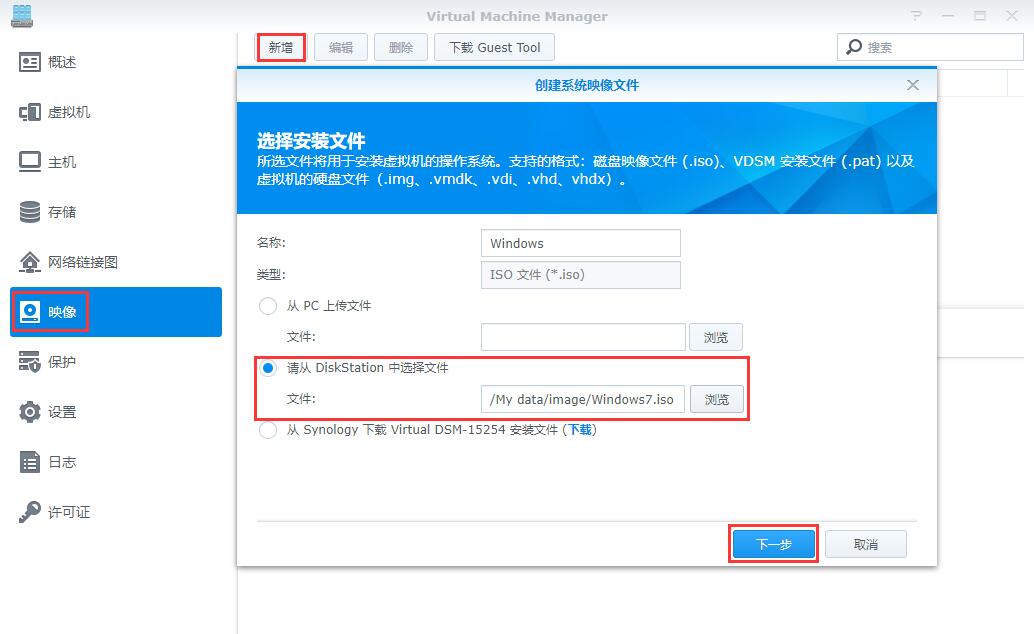 Virtual Machine Manager
新增
编辑
删除
下载 Guest Tool
搜索
概述
虚拟机
主机
存储
网络链接图
映像
保护
设置
日志
许可证
创建系统映像文件
选择安装文件
所选文件将用于安装虚拟机的操作系统。支持的格式：磁盘映像文件 (.iso)、VDSM 安装文件 (.pat) 以及
虚拟机的硬盘文件（.img、.vmdk、.vdi、.vhd、vhdx）。
名称:
Windows
类型:
ISO 文件 (*.iso)
从 PC 上传文件
文件:
浏览
请从 DiskStation 中选择文件
文件:
/My data/image/Windows7.iso
浏览
从 Synology 下载 Virtual DSM-15254 安装文件 (下载)
下一步
取消